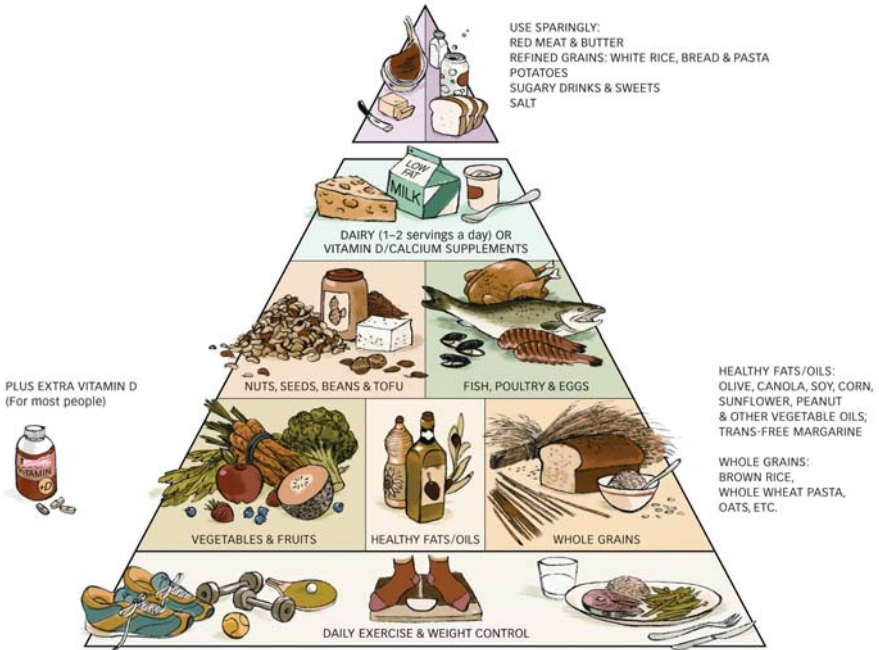 USE SPARINGLY:
RED MEAT & BUTTER
REFINED GRAINS: WHITE RICE, BREAD & PASTA
POTATOES
SUGARY DRINKS & SWEETS
SALT
LOW
FAT
MILK
DAIRY (1–2 servings a day) OR
VITAMIN D/CALCIUM SUPPLEMENTS
NUTS, SEEDS, BEANS & TOFU
FISH, POULTRY & EGGS
PLUS EXTRA VITAMIN D
(For most people)
VITAMIN
HEALTHY FATS/OILS:
OLIVE, CANOLA, SOY, CORN,
SUNFLOWER, PEANUT
& OTHER VEGETABLE OILS;
TRANS-FREE MARGARINE
WHOLE GRAINS:
BROWN RICE,
WHOLE WHEAT PASTA,
OATS, ETC.
VEGETABLES & FRUITS
HEALTHY FATS/OILS
WHOLE GRAINS
DAILY EXERCISE & WEIGHT CONTROL